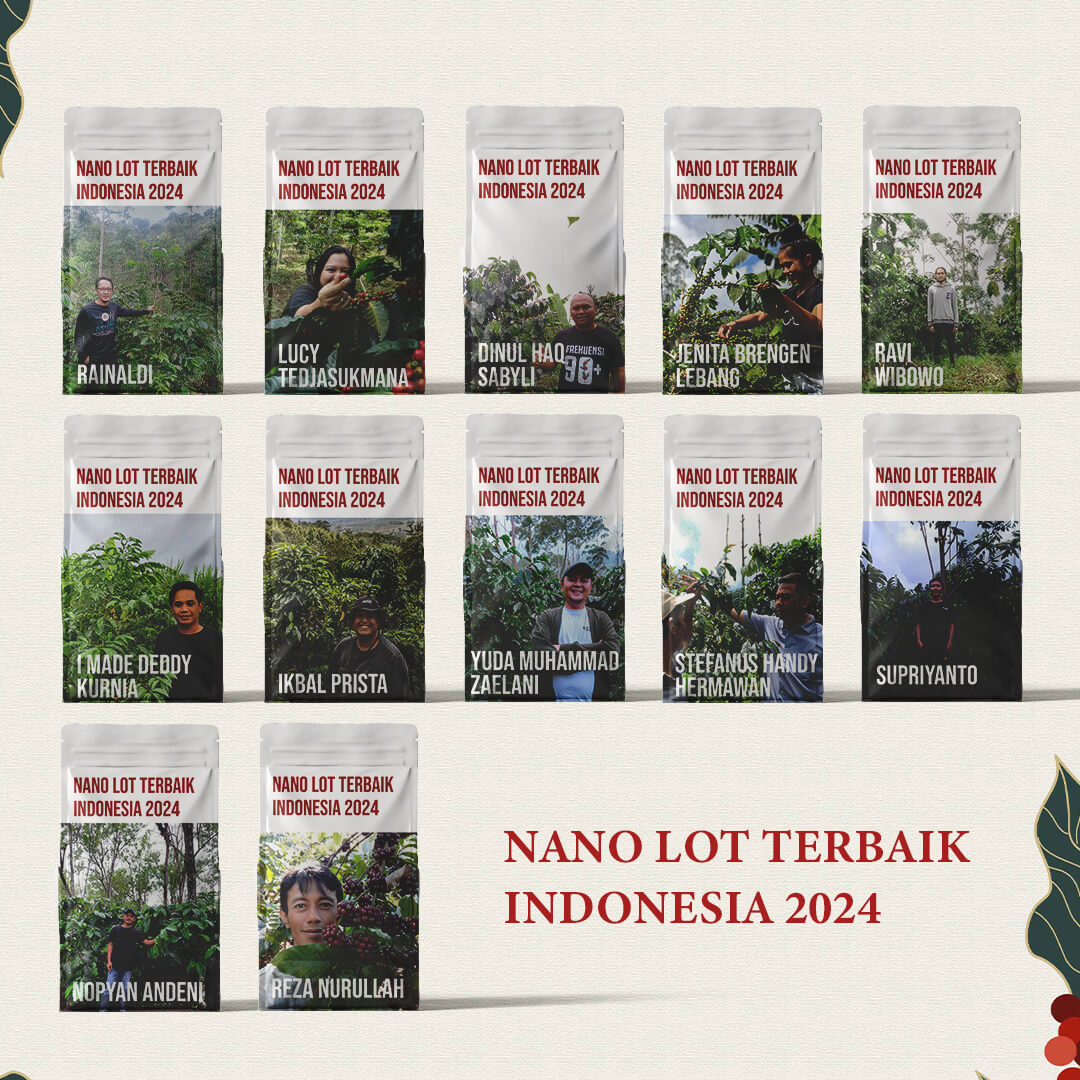 NANO LOT TERBAIK
INDONESIA 2024
RAINALDI
NANO LOT TERBAIK
INDONESIA 2024
LUCY
TEDJASUKMANA
NANO LOT TERBAIK
INDONESIA 2024
FREKUENSI
90+
DINUL HAQ
SABYLI
NANO LOT TERBAIK
INDONESIA 2024
JENITA BRENGEN
LEBANG
NANO LOT TERBAIK
INDONESIA 2024
RAVI
WIBOWO
NANO LOT TERBAIK
INDONESIA 2024
I MADE DEDDY
KURNIA
NANO LOT TERBAIK
INDONESIA 2024
IKBAL PRISTA
NANO LOT TERBAIK
INDONESIA 2024
YUDA MUHAMMAD
ZAELANI
NANO LOT TERBAIK
INDONESIA 2024
STEFANUS HANDY
HERMAWAN
NANO LOT TERBAIK
INDONESIA 2024
SUPRIYANTO
NANO LOT TERBAIK
INDONESIA 2024
NOPYAN ANDENI
NANO LOT TERBAIK
INDONESIA 2024
REZA NURULLAH
NANO LOT TERBAIK
INDONESIA 2024